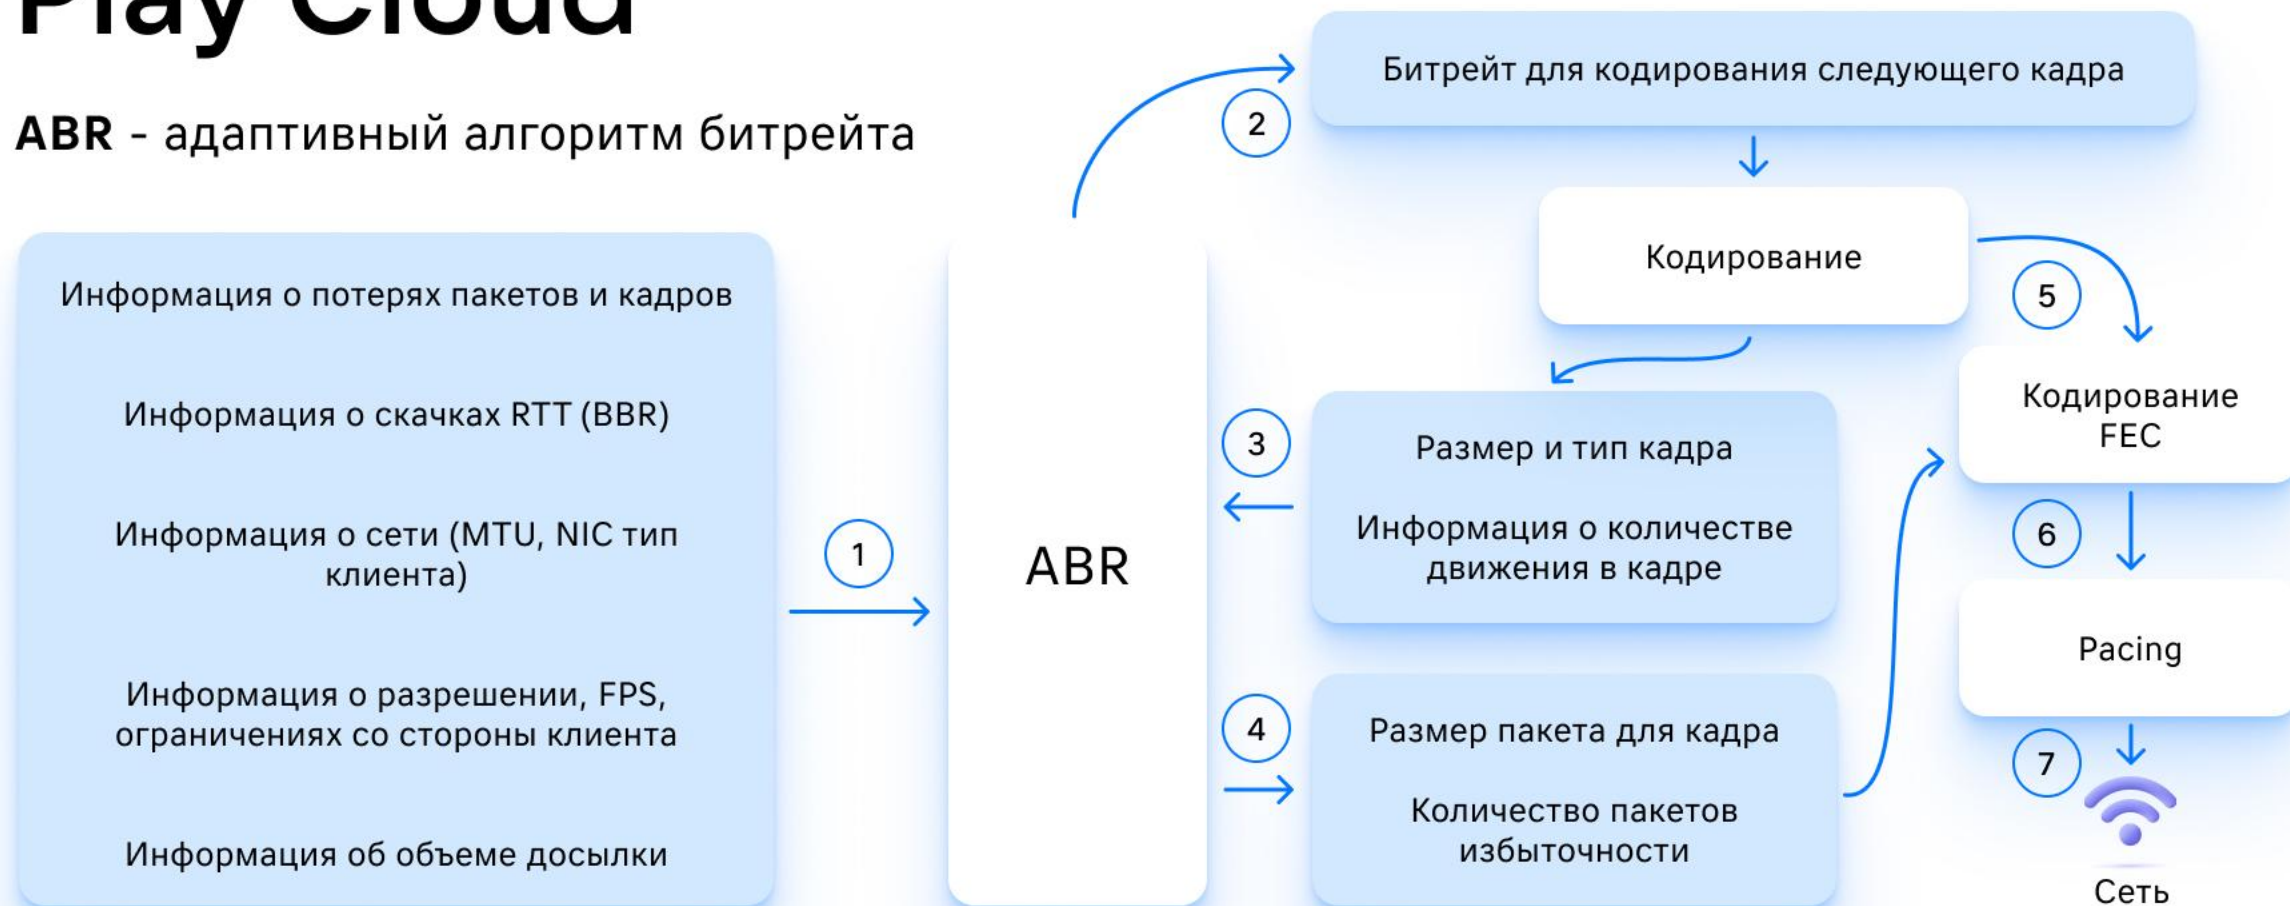 Play Cloud
ABR - адаптивный алгоритм битрейта
Информация о потерях пакетов и кадров
Информация о скачках RTT (BBR)
Информация о сети (MTU, NIC тип
клиента)
Информация о разрешении, FPS,
ограничениях со стороны клиента
Информация об объеме досылки
1
ABR
2
Битрейт для кодирования следующего кадра
Кодирование
3
Размер и тип кадра
Информация о количестве
движения в кадре
4
Размер пакета для кадра
Количество пакетов
избыточности
5
Кодирование
FEC
6
Pacing
7
Сеть